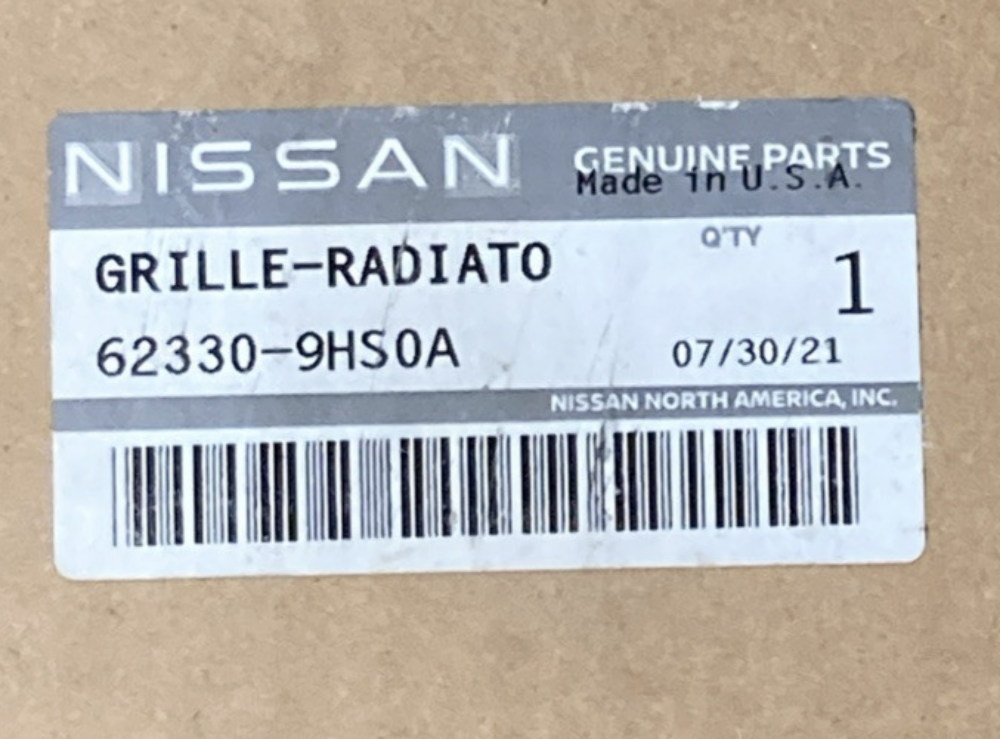 NISSAN
GENUINE PARTS
Made in U.S.A.
GRILLE-RADIATO
Q'TY
1
62330-9HS0A
07/30/21
NISSAN NORTH AMERICA, INC.